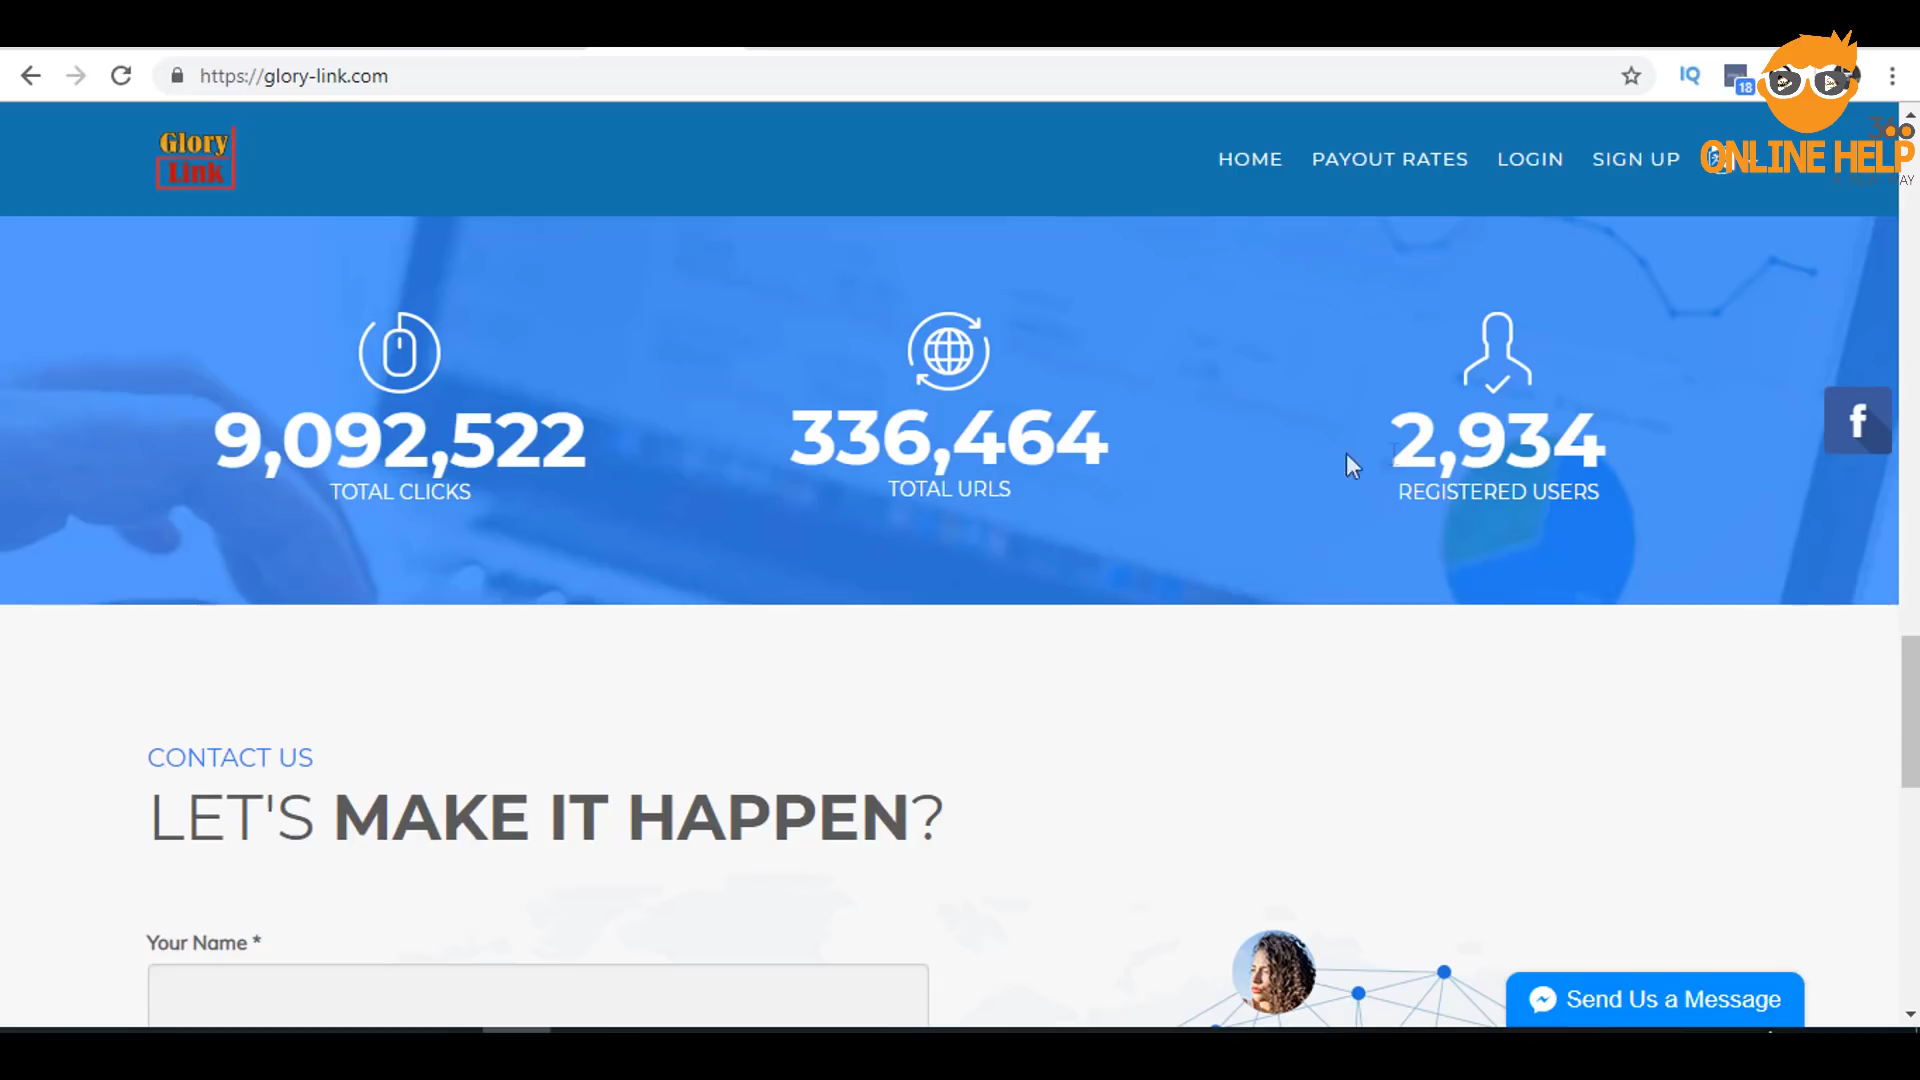 https://glory-link.com
IQ
18
Glory
Link
HOME PAYOUT RATES LOGIN SIGN UP
ONLINE HELP
AY
9,092,522
TOTAL CLICKS
336,464
TOTAL URLS
2,934
REGISTERED USERS
f
CONTACT US
LET'S MAKE IT HAPPEN?
Your Name *
Send Us a Message